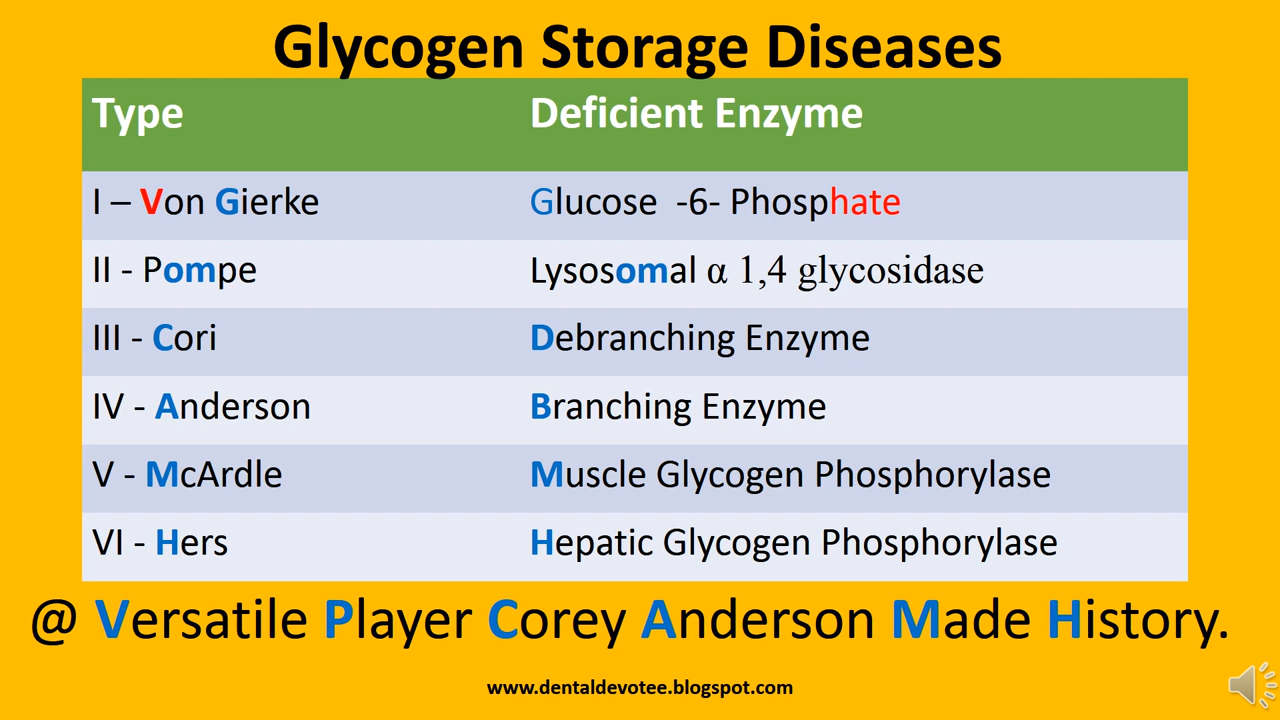 Glycogen Storage Diseases
Type Deficient Enzyme
I – Von Gierke Glucose -6- Phosphate
II - Pompe Lysosomal α 1,4 glycosidase
III - Cori Debranching Enzyme
IV - Anderson Branching Enzyme
V - McArdle Muscle Glycogen Phosphorylase
VI - Hers Hepatic Glycogen Phosphorylase
@ Versatile Player Corey Anderson Made History.
www.dentaldevotee.blogspot.com